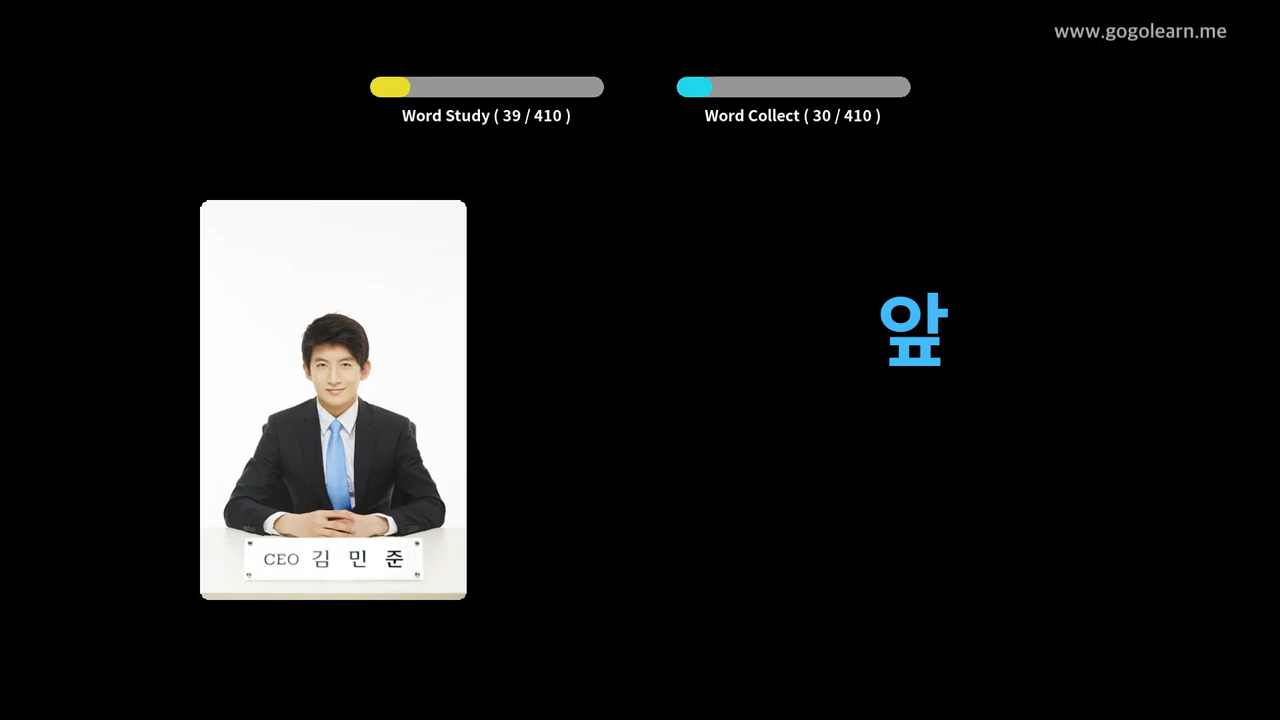 www.gogolearn.me
Word Study ( 39 / 410 )
Word Collect ( 30 / 410 )
앞
CEO 김 민 준